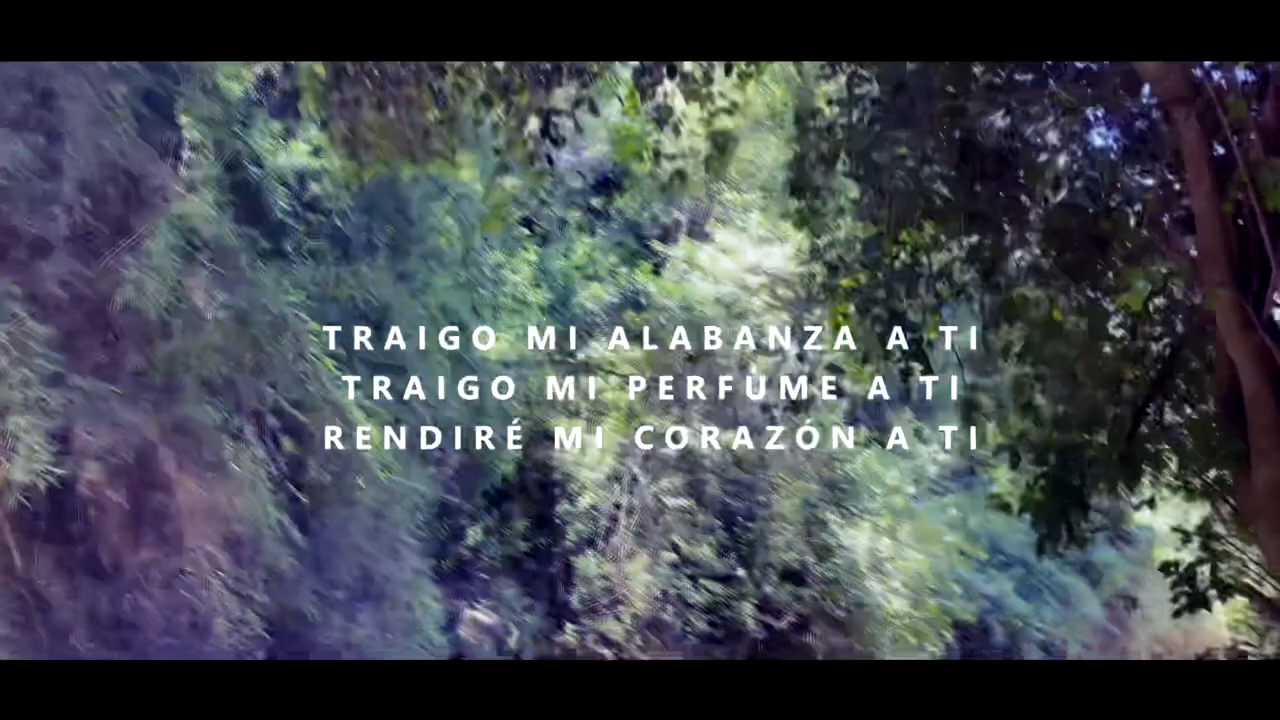 TRAIGO MI ALABANZA A TI
TRAIGO MI PERFUME A TI
RENDIRÉ MI CORAZÓN A TI